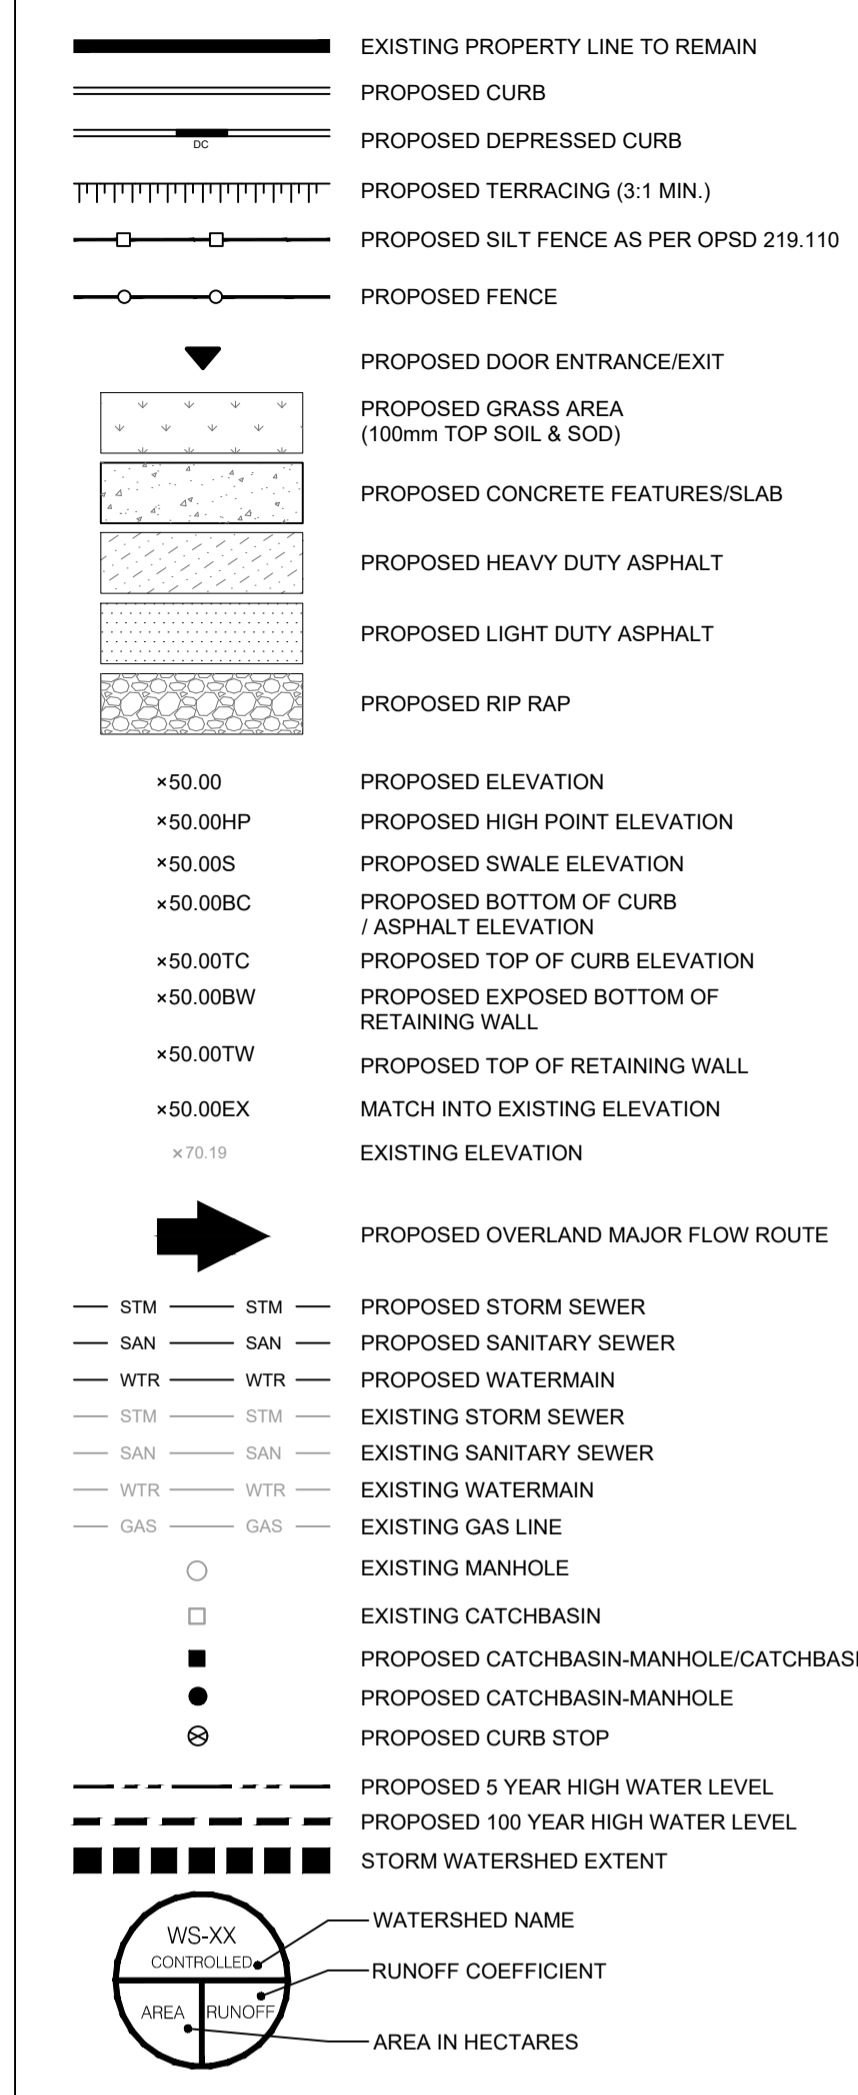 EXISTING PROPERTY LINE TO REMAIN
PROPOSED CURB
DC PROPOSED DEPRESSED CURB
PROPOSED TERRACING (3:1 MIN.)
PROPOSED SILT FENCE AS PER OPSD 219.110
PROPOSED FENCE
PROPOSED DOOR ENTRANCE/EXIT
PROPOSED GRASS AREA
(100mm TOP SOIL & SOD)
PROPOSED CONCRETE FEATURES/SLAB
PROPOSED HEAVY DUTY ASPHALT
PROPOSED LIGHT DUTY ASPHALT
PROPOSED RIP RAP
×50.00 PROPOSED ELEVATION
×50.00HP PROPOSED HIGH POINT ELEVATION
×50.00S PROPOSED SWALE ELEVATION
×50.00BC PROPOSED BOTTOM OF CURB
/ ASPHALT ELEVATION
×50.00TC PROPOSED TOP OF CURB ELEVATION
×50.00BW PROPOSED EXPOSED BOTTOM OF
RETAINING WALL
×50.00TW PROPOSED TOP OF RETAINING WALL
×50.00EX MATCH INTO EXISTING ELEVATION
×70.19 EXISTING ELEVATION
PROPOSED OVERLAND MAJOR FLOW ROUTE
STM STM PROPOSED STORM SEWER
SAN SAN PROPOSED SANITARY SEWER
WTR WTR PROPOSED WATERMAIN
STM STM EXISTING STORM SEWER
SAN SAN EXISTING SANITARY SEWER
WTR WTR EXISTING WATERMAIN
GAS GAS EXISTING GAS LINE
EXISTING MANHOLE
EXISTING CATCHBASIN
PROPOSED CATCHBASIN-MANHOLE/CATCHBASI
PROPOSED CATCHBASIN-MANHOLE
PROPOSED CURB STOP
PROPOSED 5 YEAR HIGH WATER LEVEL
PROPOSED 100 YEAR HIGH WATER LEVEL
STORM WATERSHED EXTENT
WS-XX WATERSHED NAME
CONTROLLED
RUNOFF COEFFICIENT
AREA RUNOFF
AREA IN HECTARES